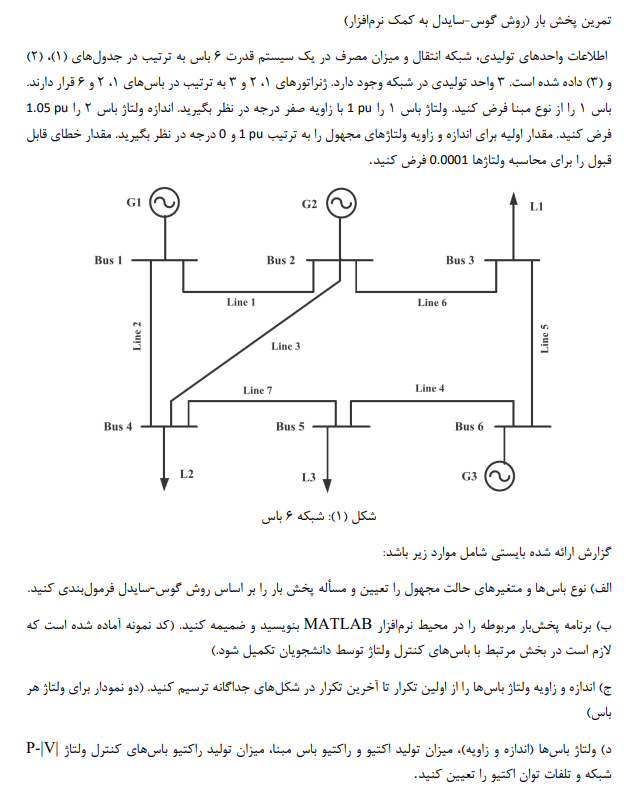 تمرین پخش بار (روش گوس-سایدل به کمک نرم‌افزار)
اطلاعات واحدهای تولیدی، شبکه انتقال و میزان مصرف در یک سیستم قدرت ۶ باس به ترتیب در جدول‌های (۱)، (۲)
و (۳) داده شده است. ۳ واحد تولیدی در شبکه وجود دارد. ژنراتورهای ۱، ۲ و ۳ به ترتیب در باس‌های ۱، ۲ و ۶ قرار دارند.
باس ۱ را از نوع مبنا فرض کنید. ولتاژ باس ۱ را 1 pu با زاویه صفر درجه در نظر بگیرید. اندازه ولتاژ باس ۲ را 1.05 pu
فرض کنید. مقدار اولیه برای اندازه و زاویه ولتاژهای مجهول را به ترتیب 1 pu و 0 درجه در نظر بگیرید. مقدار خطای قابل
قبول را برای محاسبه ولتاژها 0.0001 فرض کنید.
G1
G2
L1
Bus 1
Bus 2
Bus 3
Line 1
Line 6
Line 2
Line 3
Line 5
Line 7
Line 4
Bus 4
Bus 5
Bus 6
L2
L3
G3
شکل (۱): شبکه ۶ باس
گزارش ارائه شده بایستی شامل موارد زیر باشد:
الف) نوع باس‌ها و متغیرهای حالت مجهول را تعیین و مسأله پخش بار را بر اساس روش گوس-سایدل فرمول‌بندی کنید.
ب) برنامه پخش‌بار مربوطه را در محیط نرم‌افزار MATLAB بنویسید و ضمیمه کنید. (کد نمونه آماده شده است که
لازم است در بخش مرتبط با باس‌های کنترل ولتاژ توسط دانشجویان تکمیل شود.)
ج) اندازه و زاویه ولتاژ باس‌ها را از اولین تکرار تا آخرین تکرار در شکل‌های جداگانه ترسیم کنید. (دو نمودار برای ولتاژ هر
باس)
د) ولتاژ باس‌ها (اندازه و زاویه)، میزان تولید اکتیو و راکتیو باس مبنا، میزان تولید راکتیو باس‌های کنترل ولتاژ P-|V|
شبکه و تلفات توان اکتیو را تعیین کنید.